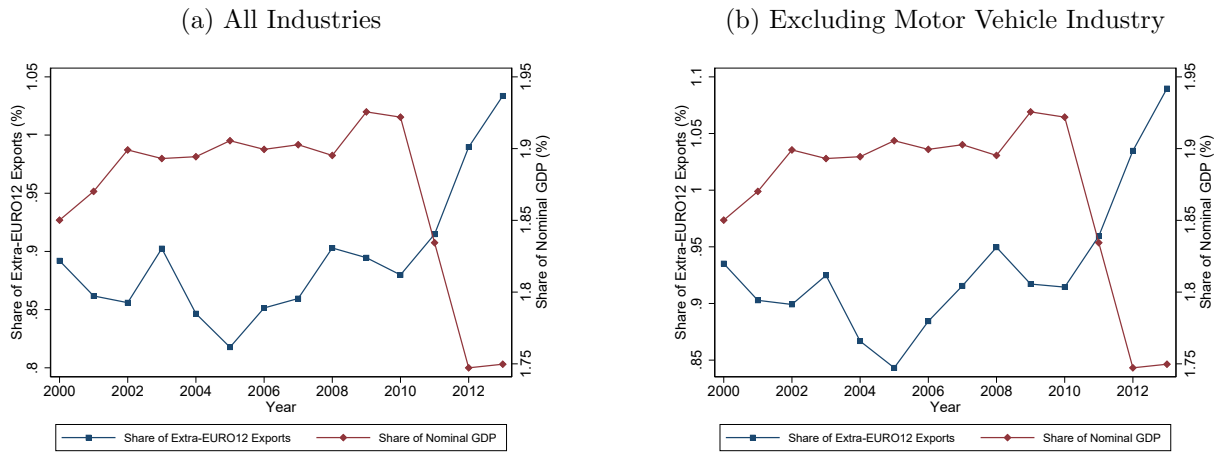 (a) All Industries
Share of Extra-EURO12 Exports (%)
1.05
1
.95
.9
.85
.8
1.95
1.9
1.85
1.8
1.75
Share of Nominal GDP (%)
2000 2002 2004 2006 2008 2010 2012
Year
Share of Extra-EURO12 Exports Share of Nominal GDP
(b) Excluding Motor Vehicle Industry
Share of Extra-EURO12 Exports (%)
1.1
1.05
1
.95
.9
.85
1.95
1.9
1.85
1.8
1.75
Share of Nominal GDP (%)
2000 2002 2004 2006 2008 2010 2012
Year
Share of Extra-EURO12 Exports Share of Nominal GDP